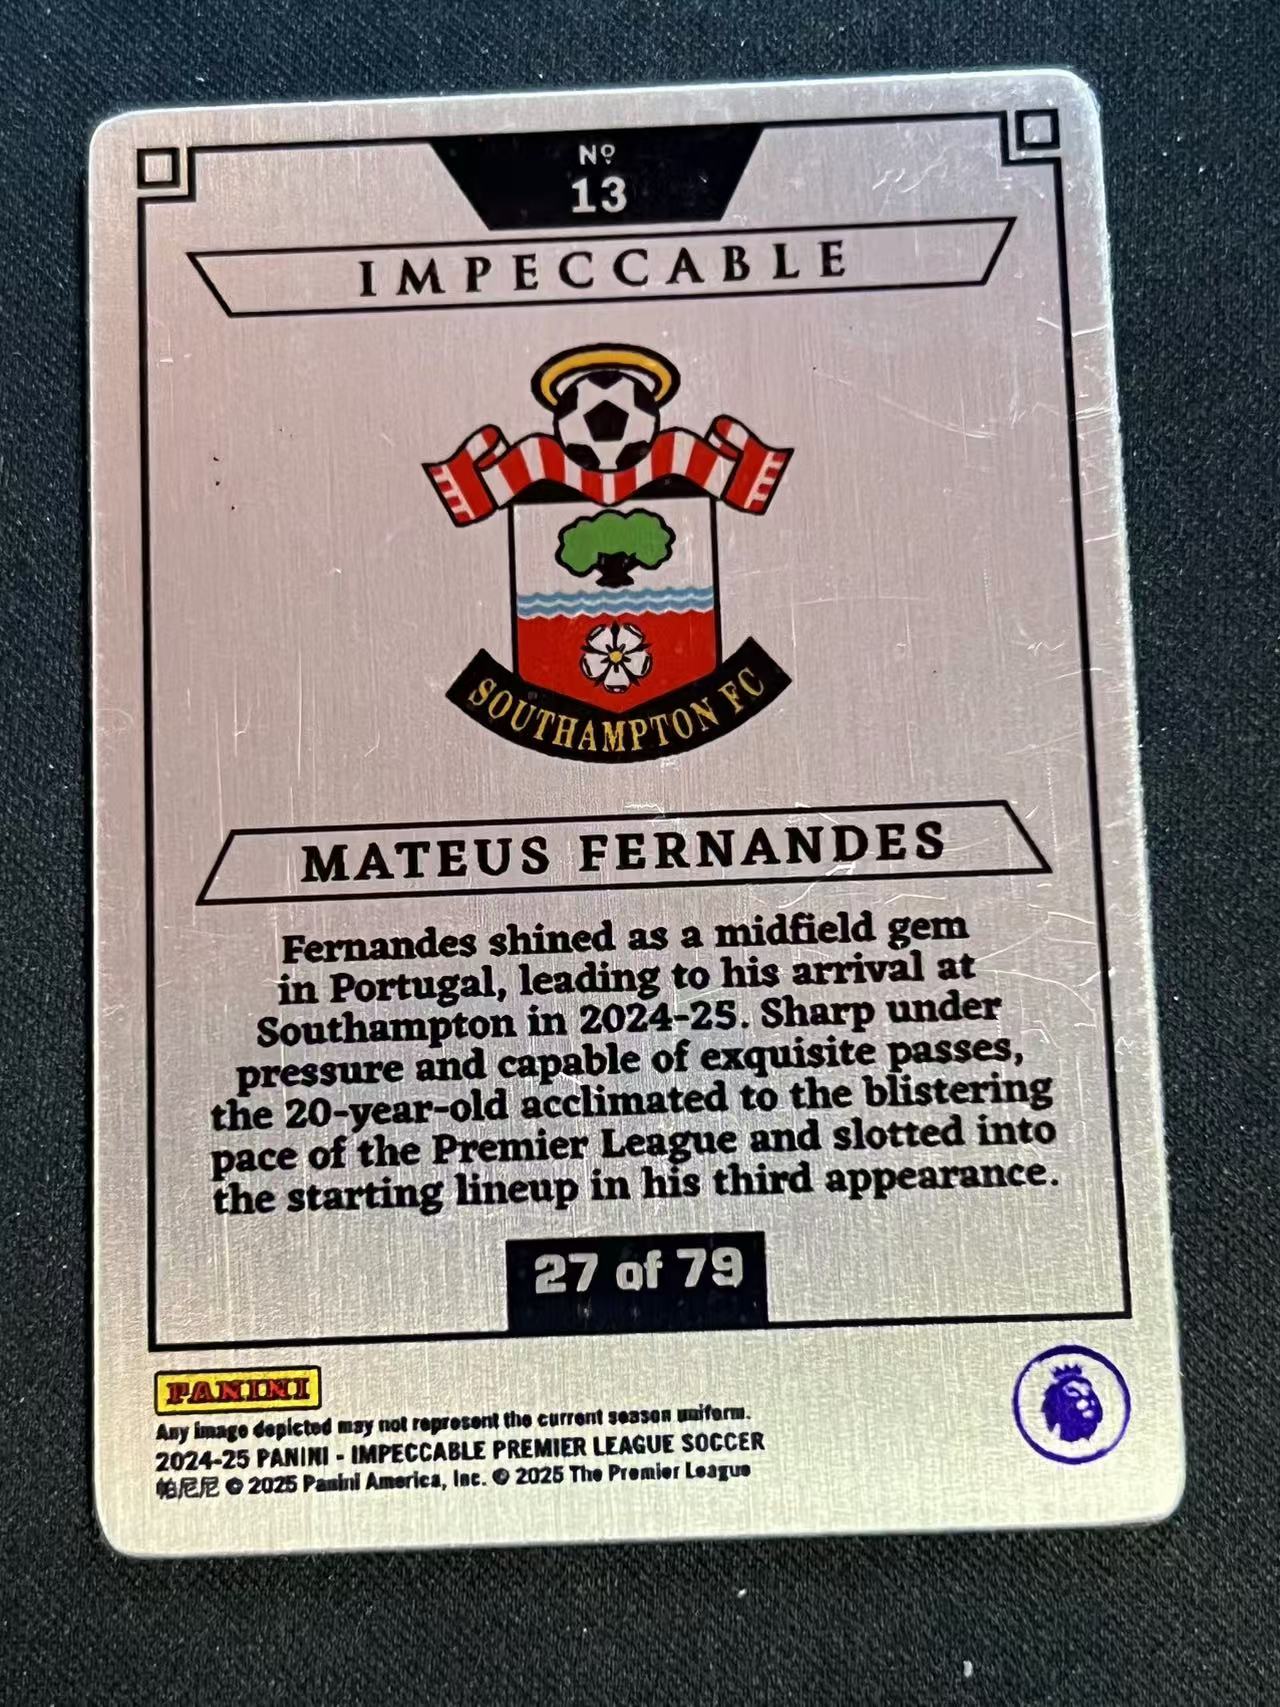 Nº
13
IMPECCABLE
SOUTHAMPTON FC
MATEUS FERNANDES
Fernandes shined as a midfield gem
in Portugal, leading to his arrival at
Southampton in 2024-25. Sharp under
pressure and capable of exquisite passes,
the 20-year-old acclimated to the blistering
pace of the Premier League and slotted into
the starting lineup in his third appearance.
27 of 79
PANINI
Any image depicted may not represent the current season uniform.
2024-25 PANINI - IMPECCABLE PREMIER LEAGUE SOCCER
帕尼尼 © 2025 Panini America, Inc. © 2025 The Premier League